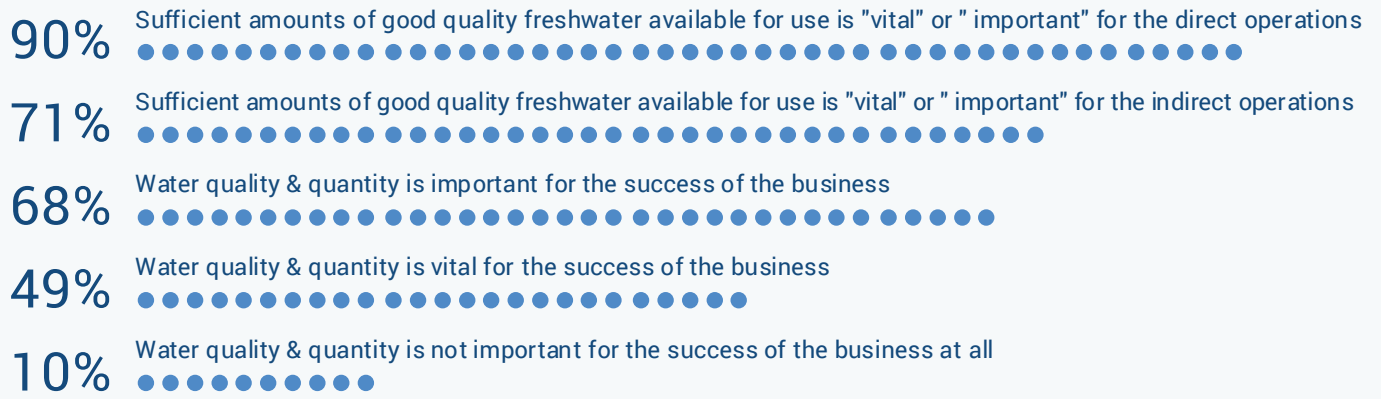 90% Sufficient amounts of good quality freshwater available for use is "vital" or " important" for the direct operations
71% Sufficient amounts of good quality freshwater available for use is "vital" or " important" for the indirect operations
68% Water quality & quantity is important for the success of the business
49% Water quality & quantity is vital for the success of the business
10% Water quality & quantity is not important for the success of the business at all